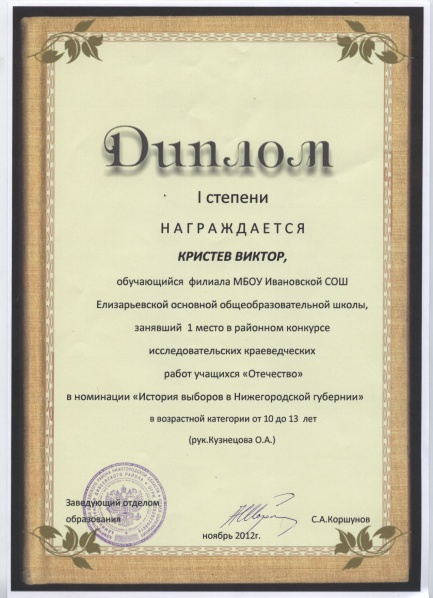 Диплом
I степени
НАГРАЖДАЕТСЯ
КРИСТЕВ ВИКТОР,
обучающийся филиала МБОУ Ивановской СОШ
Елизарьевской основной общеобразовательной школы,
занявший 1 место в районном конкурсе
исследовательских краеведческих
работ учащихся «Отечество»
в номинации «История выборов в Нижегородской губернии»
в возрастной категории от 10 до 13 лет
(рук.Кузнецова О.А.)
Заведующий отделом
образования
С.А.Коршунов
ноябрь 2012г.